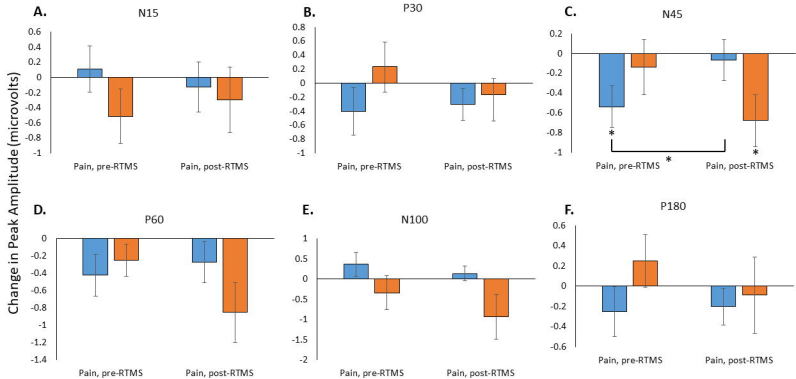 Change in Peak Amplitude (microvolts)
A.
N15
0.6
0.4
0.2
0
-0.2
-0.4
-0.6
-0.8
-1
Pain, pre-RTMS
Pain, post-RTMS
B.
P30
0.6
0.4
0.2
0
-0.2
-0.4
-0.6
-0.8
-1
Pain, pre-RTMS
Pain, post-RTMS
C.
N45
0.2
0
-0.2
-0.4
-0.6
-0.8
-1
*
*
*
Pain, pre-RTMS
Pain, post-RTMS
D.
P60
0
-0.2
-0.4
-0.6
-0.8
-1
-1.2
-1.4
Pain, pre-RTMS
Pain, post-RTMS
E.
N100
1
0.5
0
-0.5
-1
-1.5
-2
Pain, pre-RTMS
Pain, post-RTMS
F.
P180
0.6
0.4
0.2
0
-0.2
-0.4
-0.6
Pain, pre-RTMS
Pain, post-RTMS